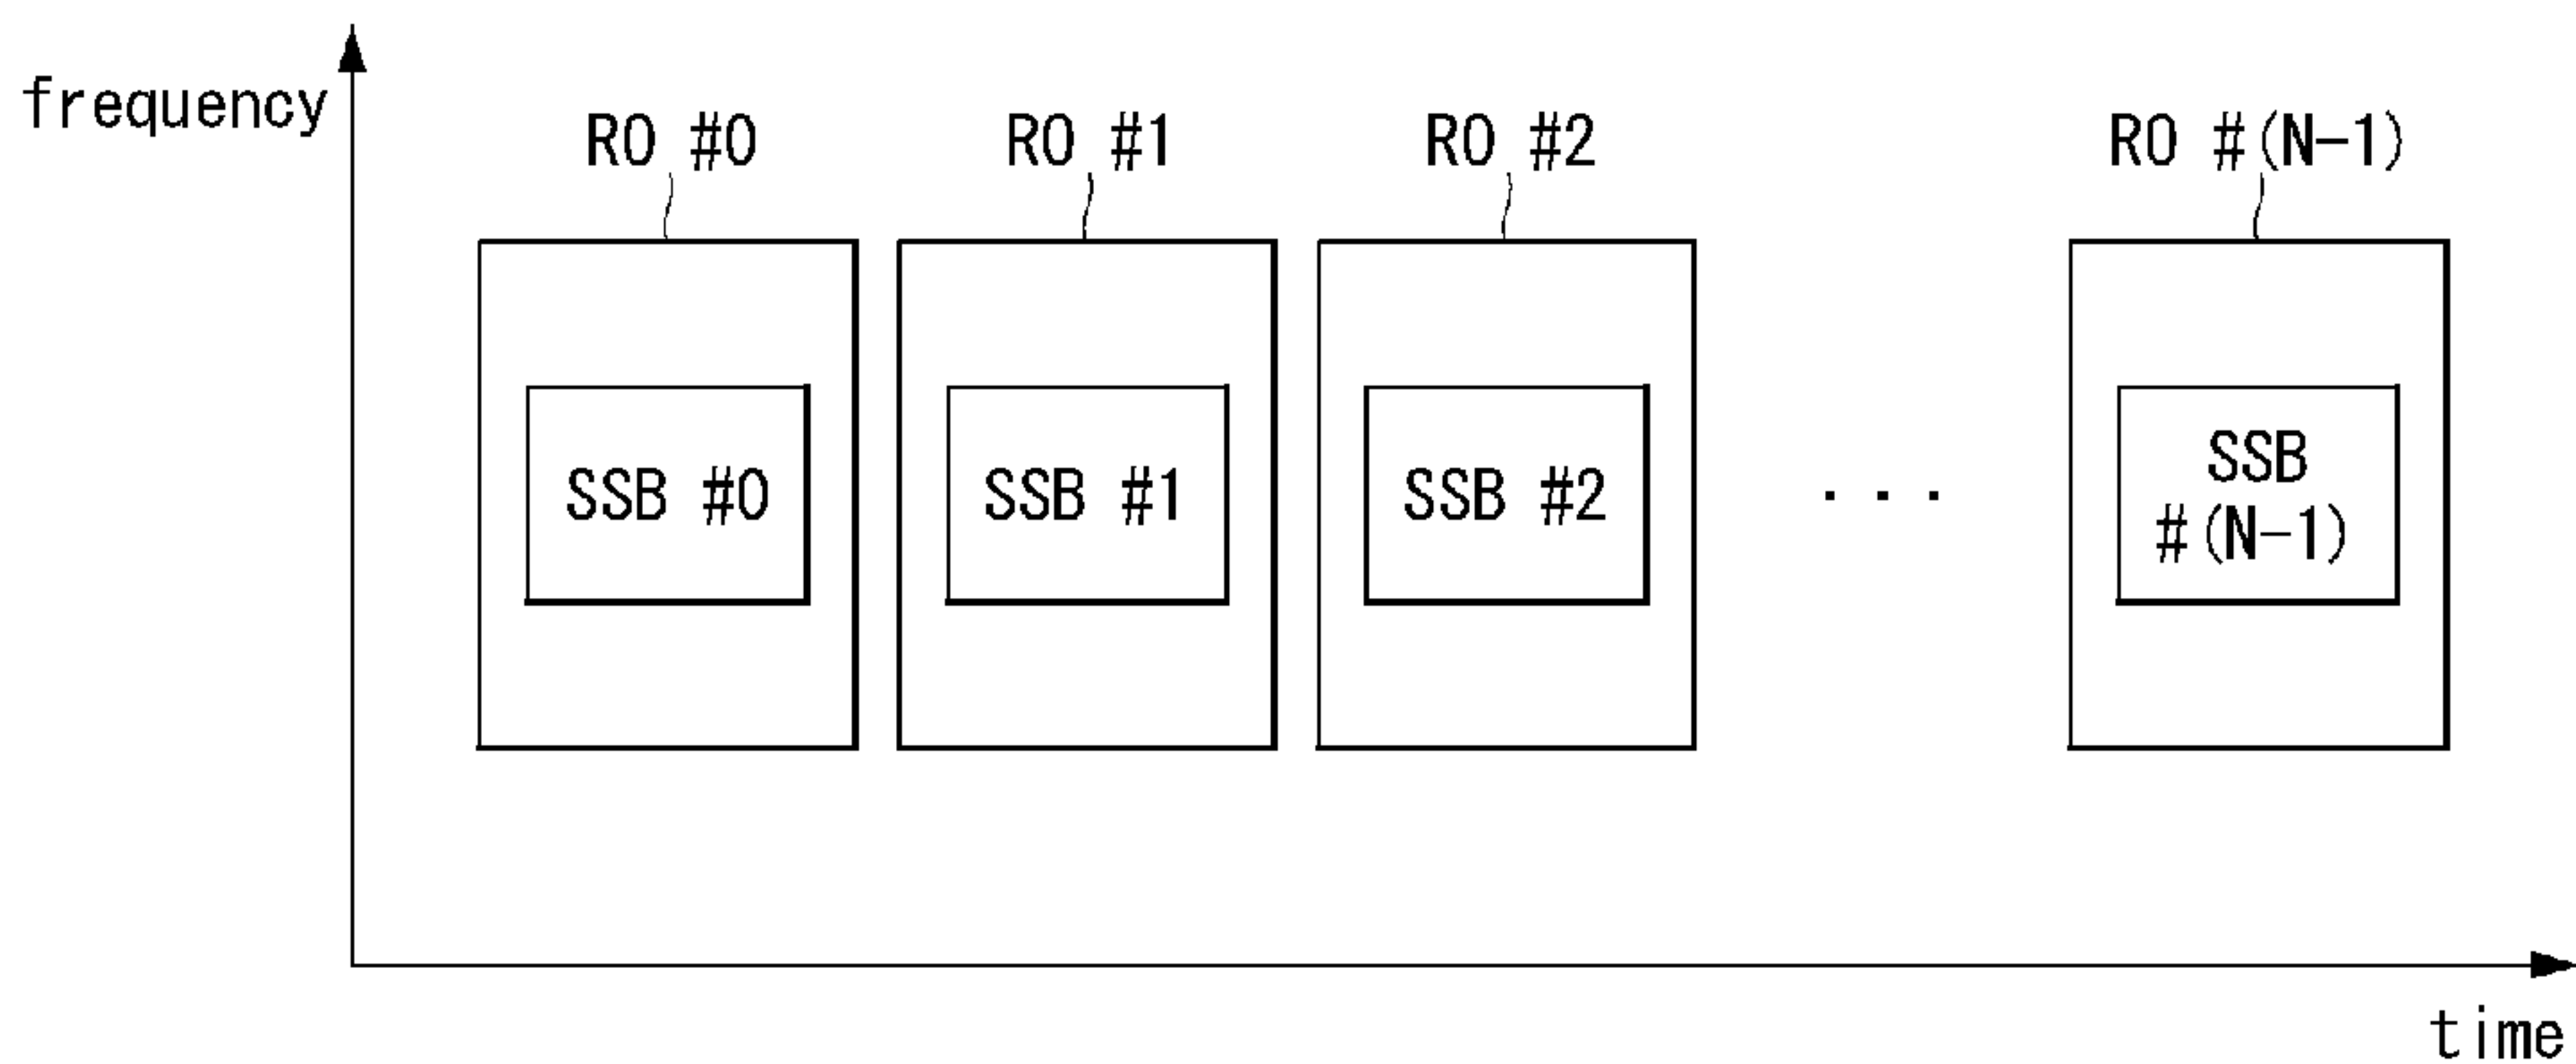 frequency
RO #0
RO #1
RO #2
RO #(N-1)
SSB #0
SSB #1
SSB #2
. . .
SSB
#(N-1)
time